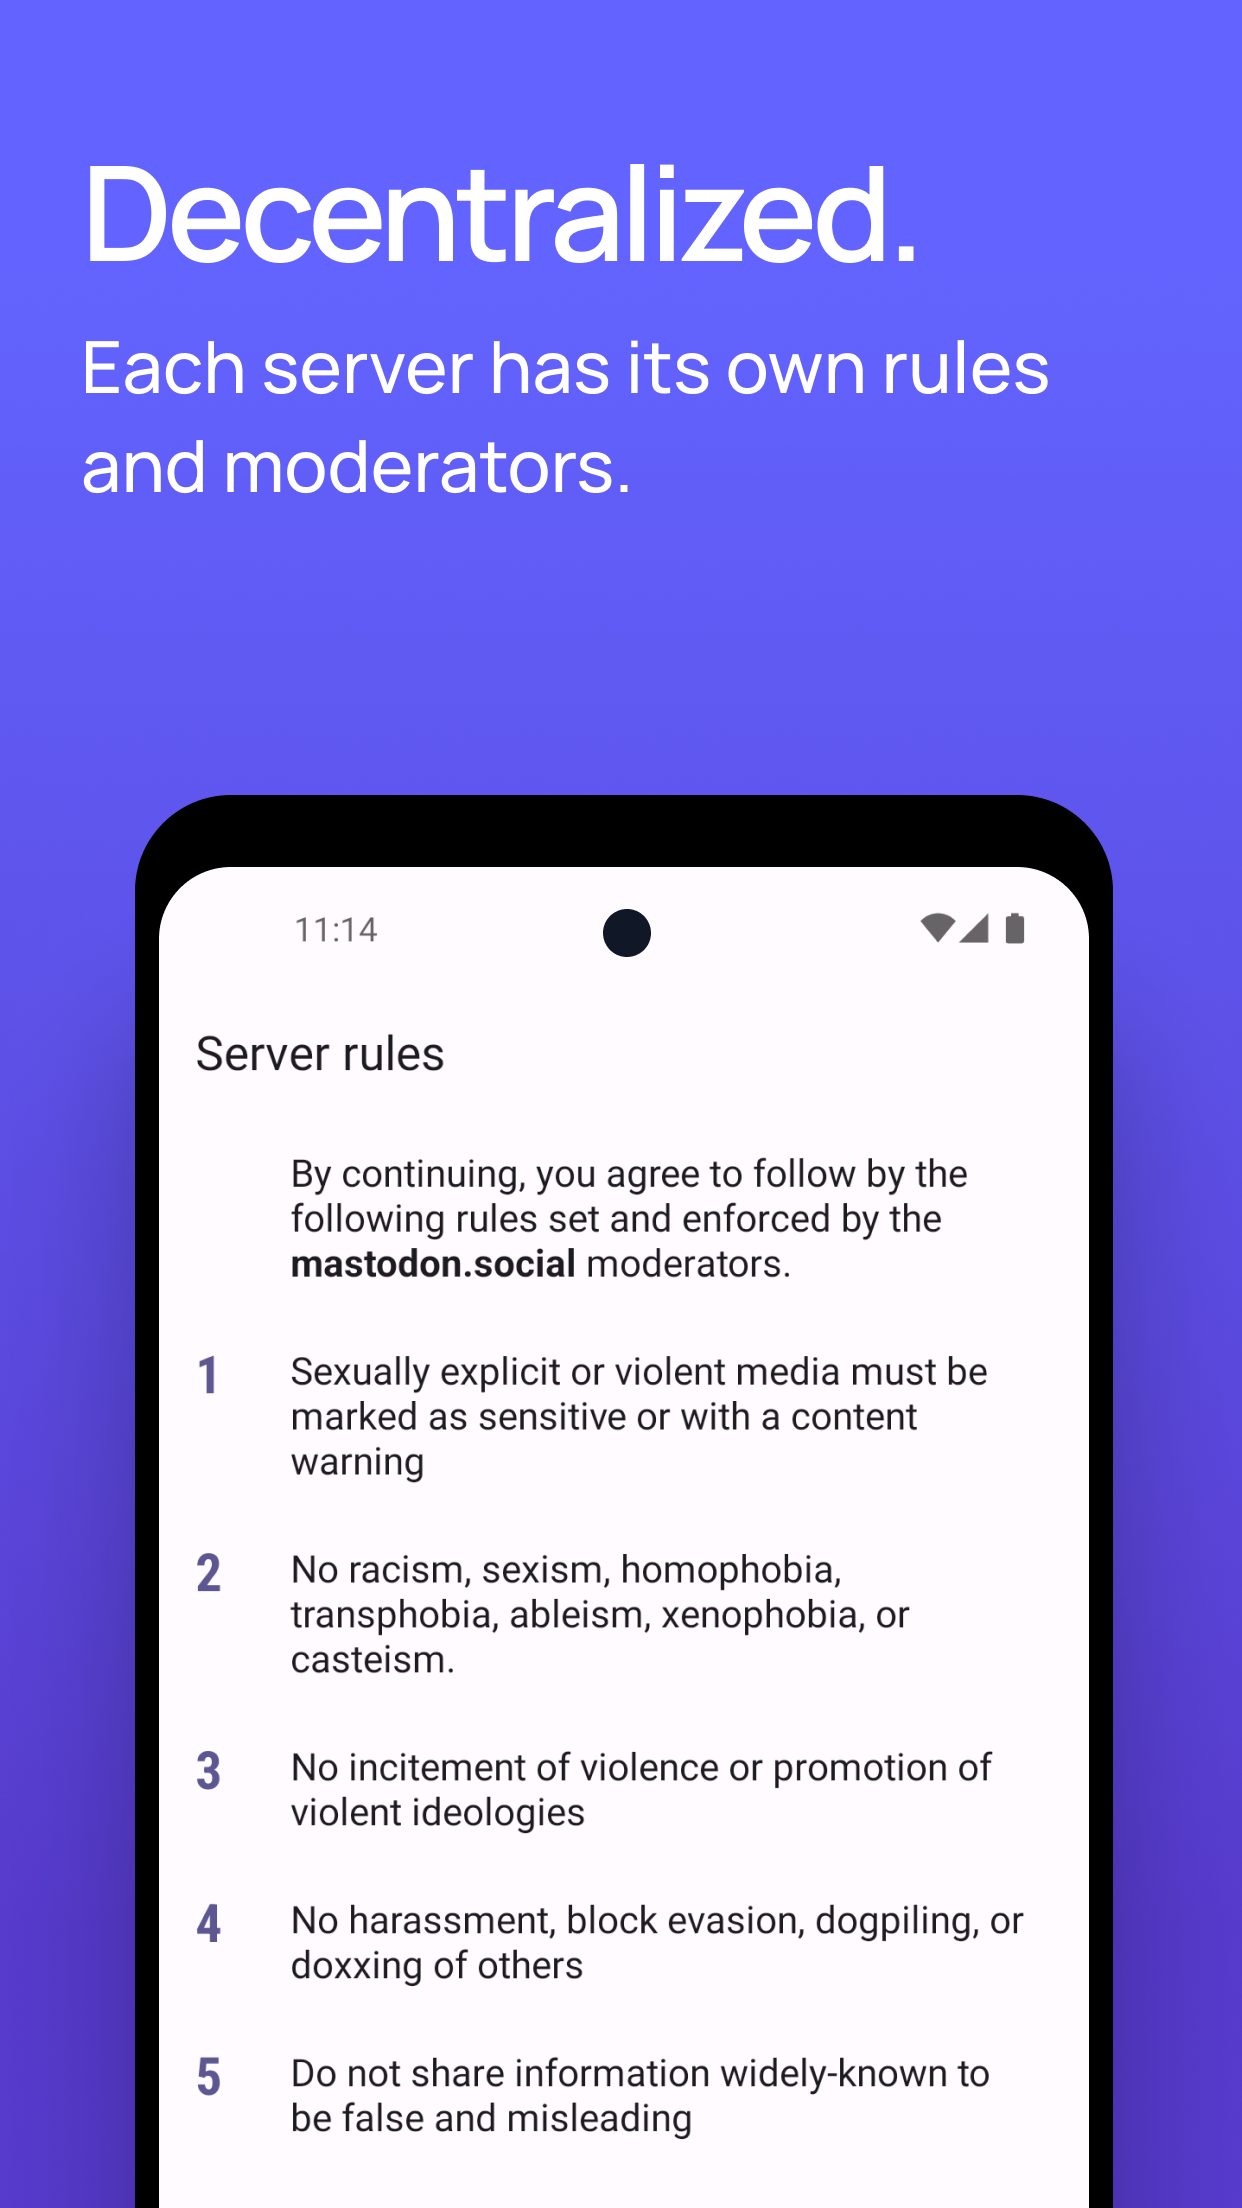 Decentralized.
Each server has its own rules
and moderators.
11:14
Server rules
By continuing, you agree to follow by the
following rules set and enforced by the
mastodon.social moderators.
1
Sexually explicit or violent media must be
marked as sensitive or with a content
warning
2
No racism, sexism, homophobia,
transphobia, ableism, xenophobia, or
casteism.
3
No incitement of violence or promotion of
violent ideologies
4
No harassment, block evasion, dogpiling, or
doxxing of others
5
Do not share information widely-known to
be false and misleading